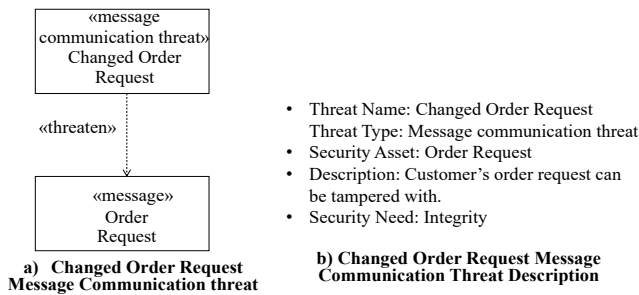 «message
communication threat»
Changed Order
Request
«threaten»
«message»
Order
Request
a) Changed Order Request
Message Communication threat
• Threat Name: Changed Order Request
Threat Type: Message communication threat
• Security Asset: Order Request
• Description: Customer’s order request can
be tampered with.
• Security Need: Integrity
b) Changed Order Request Message
Communication Threat Description